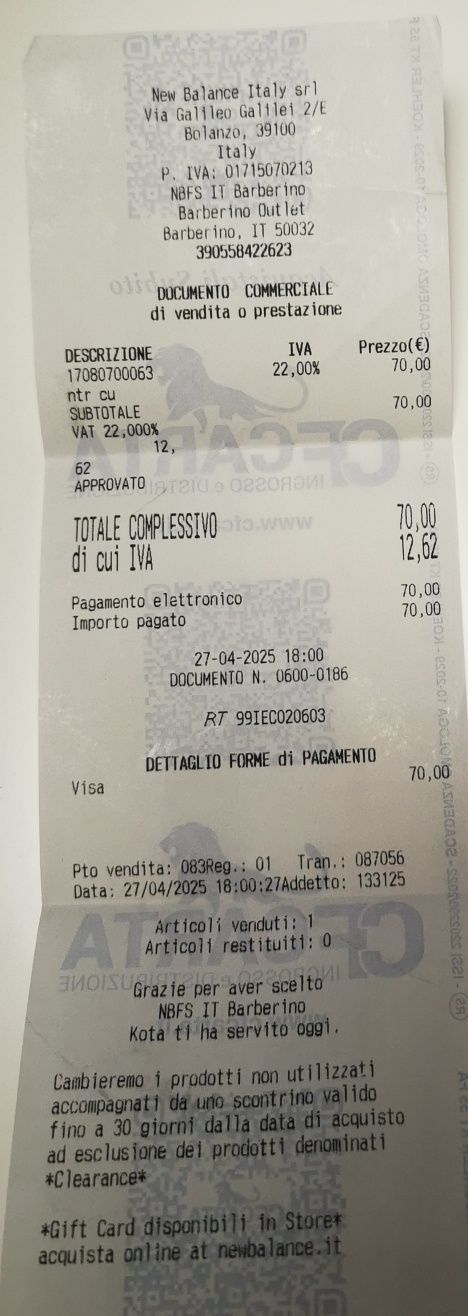 New Balance Italy srl
Via Galileo Galilei 2/E
Bolanzo, 39100
Italy
P. IVA: 01715070213
NBFS IT Barberino
Barberino Outlet
Barberino, IT 50032
390558422623
DOCUMENTO COMMERCIALE
di vendita o prestazione
DESCRIZIONE IVA Prezzo(€)
17080700063 22,00% 70,00
ntr cu
SUBTOTALE 70,00
VAT 22,000%
12,
62
APPROVATO
TOTALE COMPLESSIVO 70,00
di cui IVA 12,62
Pagamento elettronico 70,00
Importo pagato 70,00
27-04-2025 18:00
DOCUMENTO N. 0600-0186
RT 99IEC020603
DETTAGLIO FORME di PAGAMENTO
Visa 70,00
Pto vendita: 083Reg.: 01 Tran.: 087056
Data: 27/04/2025 18:00:27Addetto: 133125
Articoli venduti: 1
Articoli restituiti: 0
Grazie per aver scelto
NBFS IT Barberino
Kota ti ha servito oggi.
Cambieremo i prodotti non utilizzati
accompagnati da uno scontrino valido
fino a 30 giorni dalla data di acquisto
ad esclusione dei prodotti denominati
*Clearance*
*Gift Card disponibili in Store*
acquista online at newbalance.it